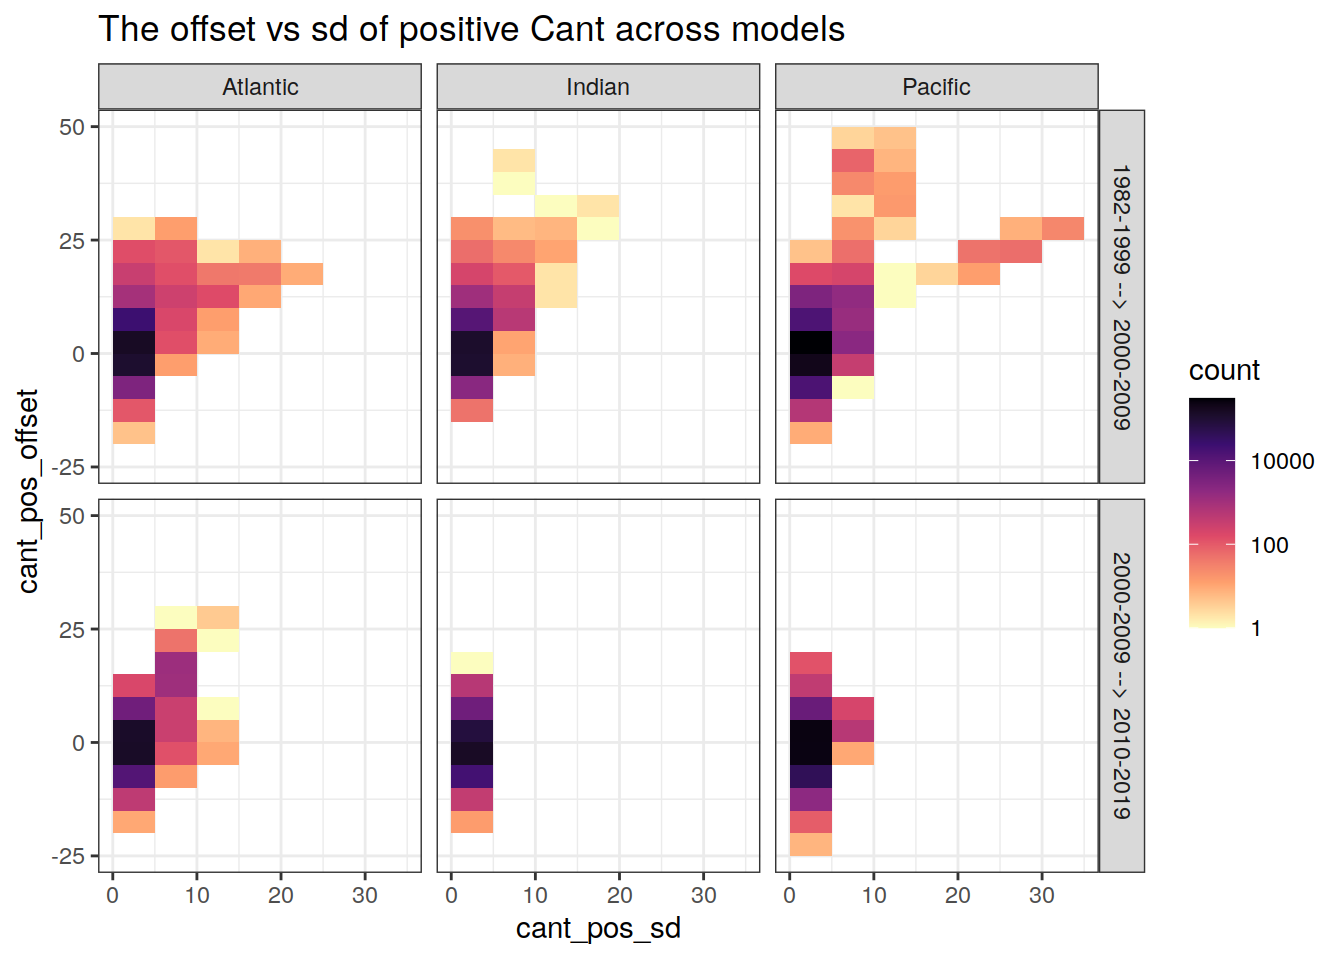 The offset vs sd of positive Cant across models
Atlantic
Indian
Pacific
50
25
0
-25
1982-1999 --> 2000-2009
50
25
0
-25
2000-2009 --> 2010-2019
0
10
20
30
0
10
20
30
0
10
20
30
cant_pos_sd
cant_pos_offset
count
10000
100
1